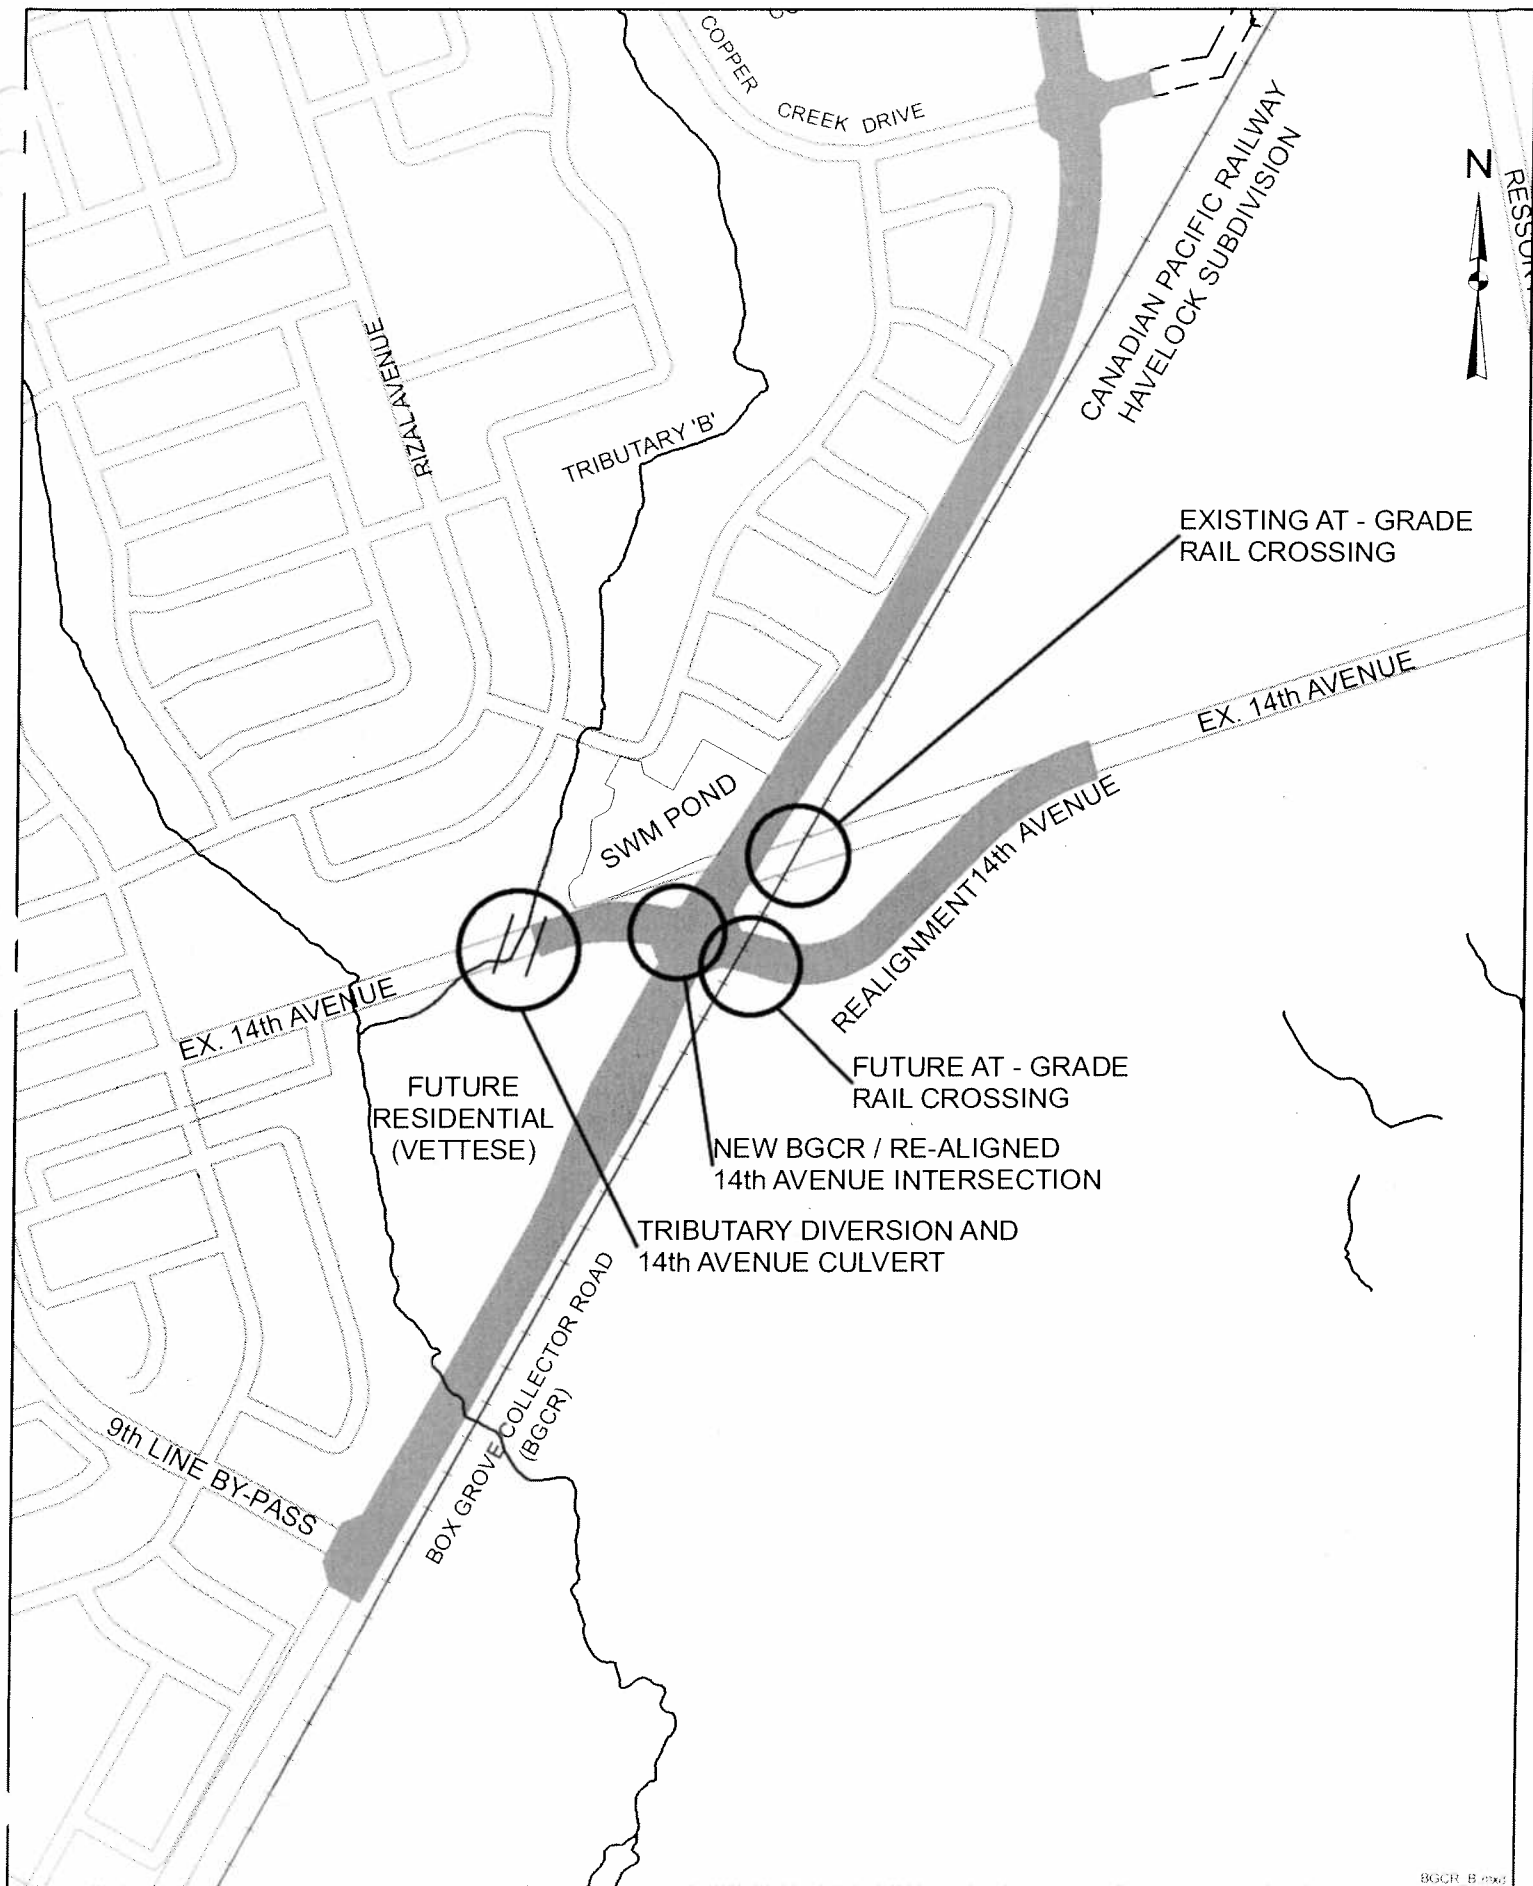 COPPER
CREEK DRIVE
N
CANADIAN PACIFIC RAILWAY
HAVELOCK SUBDIVISION
RIZAL AVENUE
TRIBUTARY 'B'
EXISTING AT - GRADE
RAIL CROSSING
EX. 14th AVENUE
SWM POND
REALIGNMENT 14th AVENUE
EX. 14th AVENUE
FUTURE
RESIDENTIAL
(VETTESE)
FUTURE AT - GRADE
RAIL CROSSING
NEW BGCR / RE-ALIGNED
14th AVENUE INTERSECTION
TRIBUTARY DIVERSION AND
14th AVENUE CULVERT
BOX GROVE COLLECTOR ROAD
(BGCR)
9th LINE BY-PASS
BGCR_B.mxd